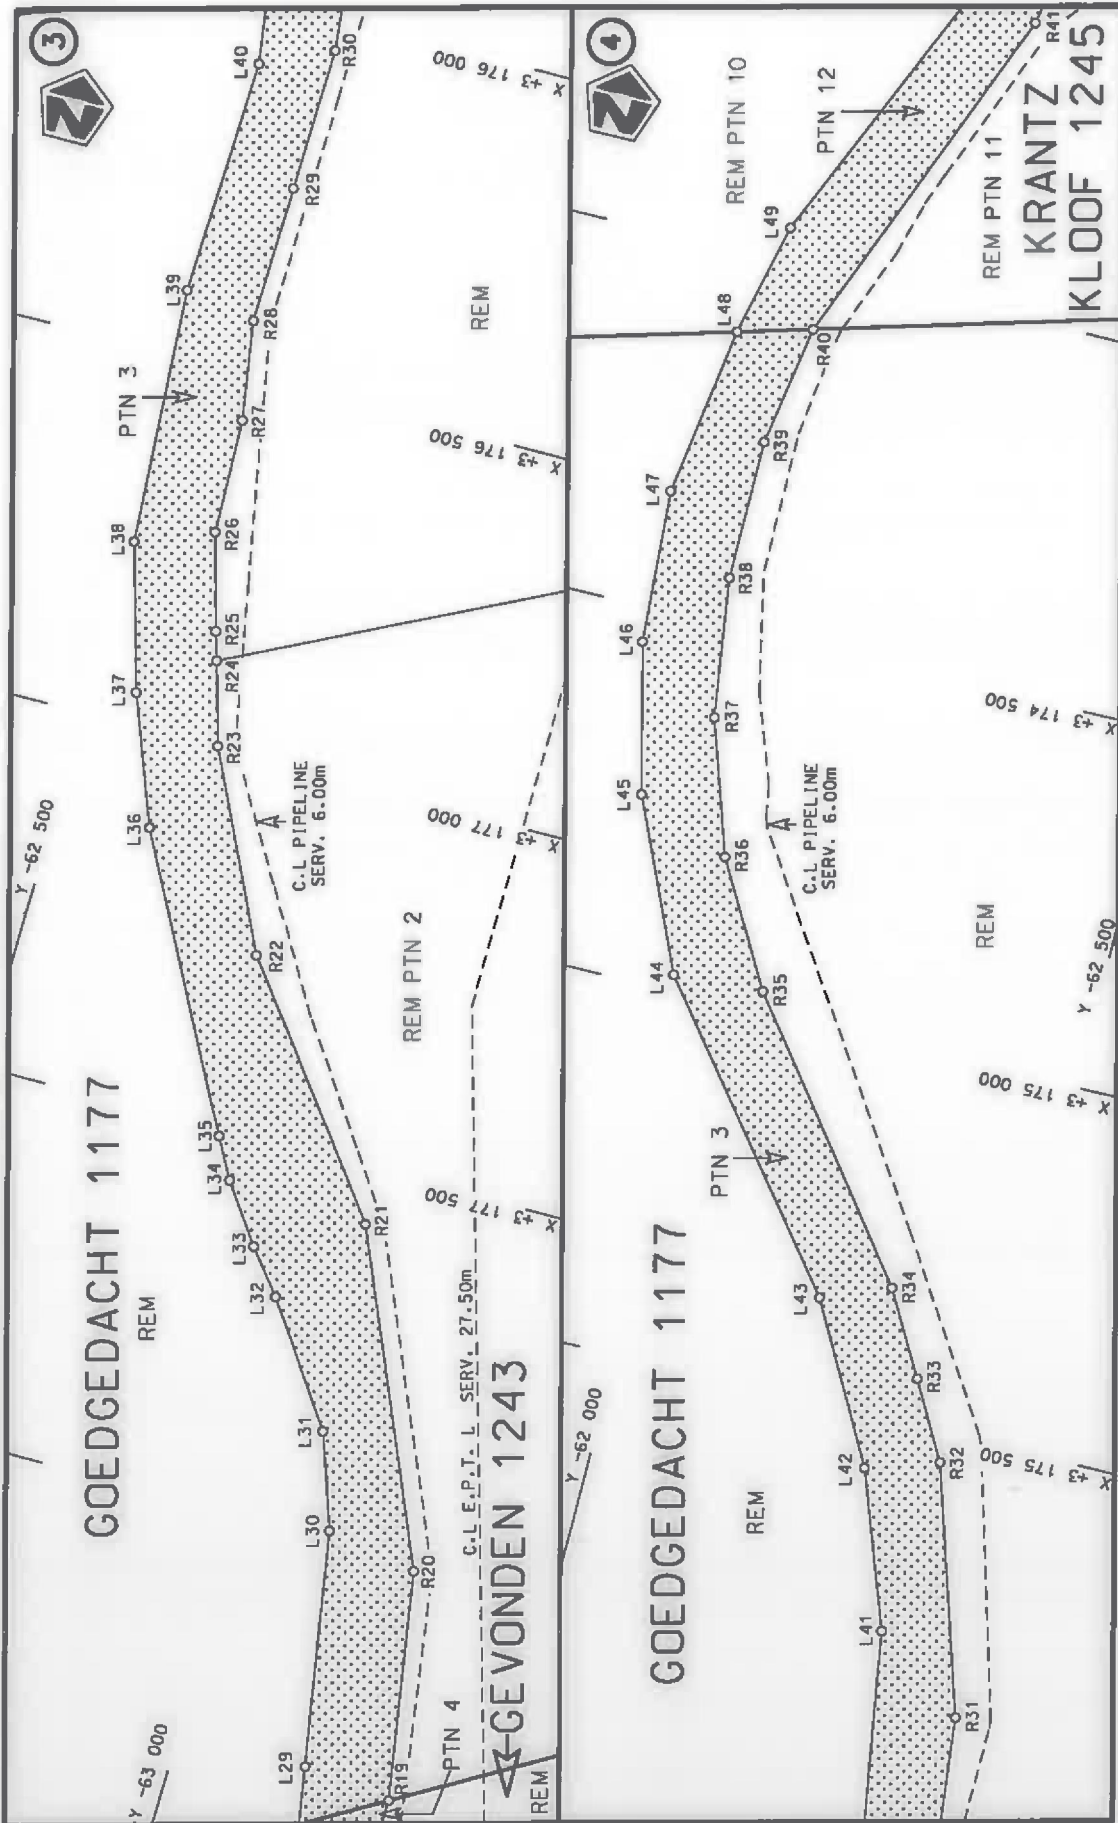 3
N
GOEDGEDACHT 1177
REM
PTN 3
Y -63 000
Y -62 500
L29
L30
L31
L32
L33
L34
L35
L36
L37
L38
L39
L40
R19
R20
R21
R22
R23
R24
R25
R26
R27
R28
R29
R30
C.L PIPELINE
SERV. 6.00m
REM PTN 2
REM
C.L E.P.T. L SERV. 27.50m
GEVONDEN 1243
PTN 4
REM
X +3 177 500
X +3 177 000
X +3 176 500
X +3 176 000
4
N
GOEDGEDACHT 1177
REM
PTN 3
Y -62 000
L41
L42
L43
L44
L45
L46
L47
L48
L49
R31
R32
R33
R34
R35
R36
R37
R38
R39
R40
R41
REM PTN 10
PTN 12
REM PTN 11
KRANTZ
KLOOF 1245
C.L PIPELINE
SERV. 6.00m
REM
Y -62 500
X +3 175 500
X +3 175 000
X +3 174 500